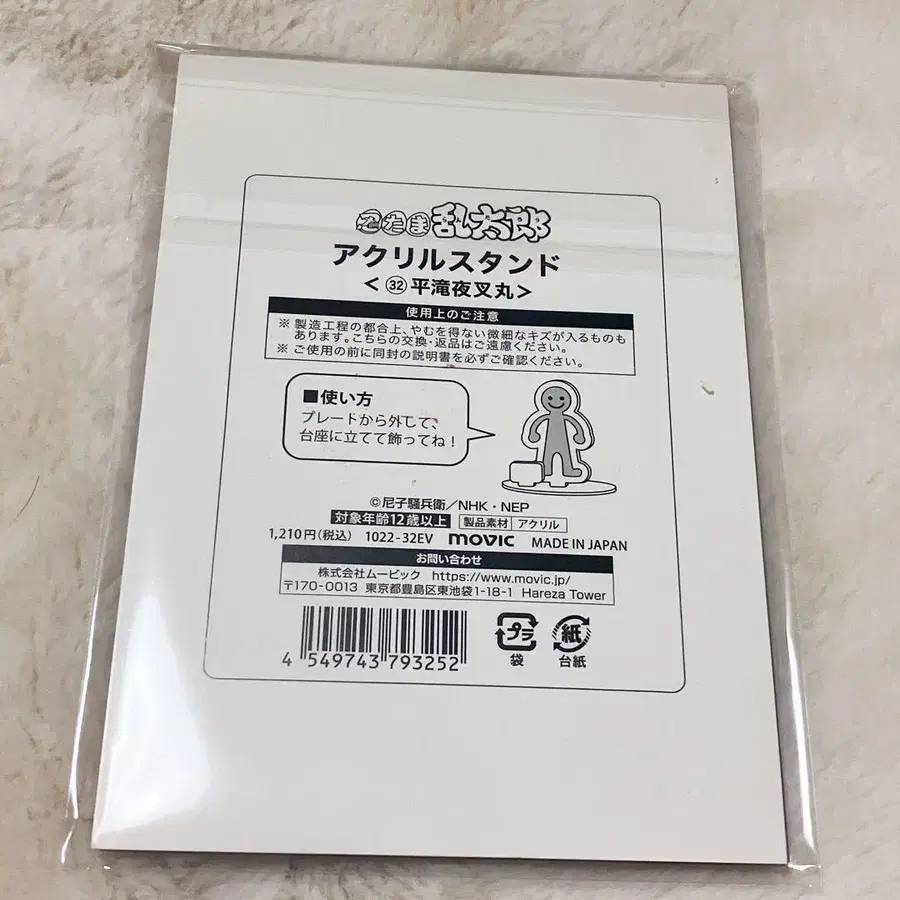 忍たま乱太郎
アクリルスタンド
<㉜平滝夜叉丸>
使用上のご注意
※ 製造工程の都合上、やむを得ない微細なキズが入るものも
あります。こちらの交換・返品はご遠慮ください。
※ ご使用の前に同封の説明書を必ずご確認ください。
■使い方
プレートから外して、
台座に立てて飾ってね!
©尼子騒兵衛/NHK・NEP
対象年齢12歳以上 製品素材 アクリル
1,210円(税込) 1022-32EV movic MADE IN JAPAN
お問い合わせ
株式会社ムービック https://www.movic.jp/
〒170-0013 東京都豊島区東池袋1-18-1 Hareza Tower
4 549743 793252
プラ 紙
袋 台紙